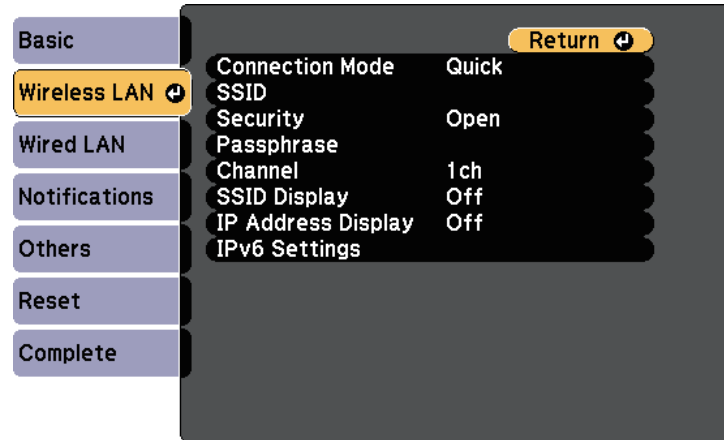 Basic
Wireless LAN
Wired LAN
Notifications
Others
Reset
Complete
Return
Connection Mode Quick
SSID
Security Open
Passphrase
Channel 1ch
SSID Display Off
IP Address Display Off
IPv6 Settings